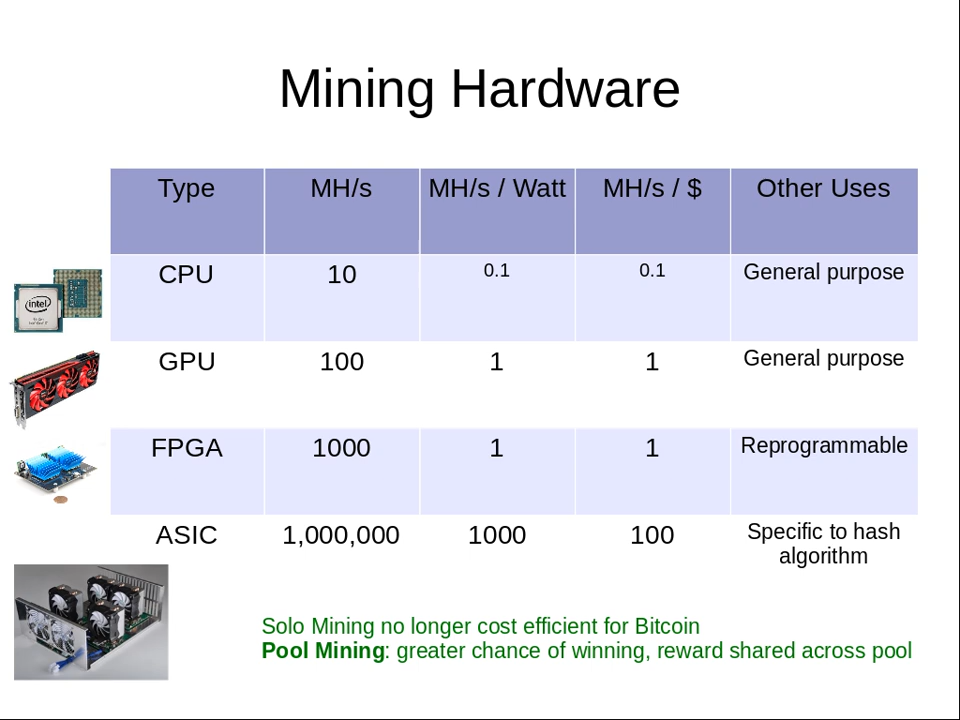 Mining Hardware
Type MH/s MH/s / Watt MH/s / $ Other Uses
CPU 10 0.1 0.1 General purpose
intel
GPU 100 1 1 General purpose
FPGA 1000 1 1 Reprogrammable
ASIC 1,000,000 1000 100 Specific to hash
algorithm
Solo Mining no longer cost efficient for Bitcoin
Pool Mining: greater chance of winning, reward shared across pool